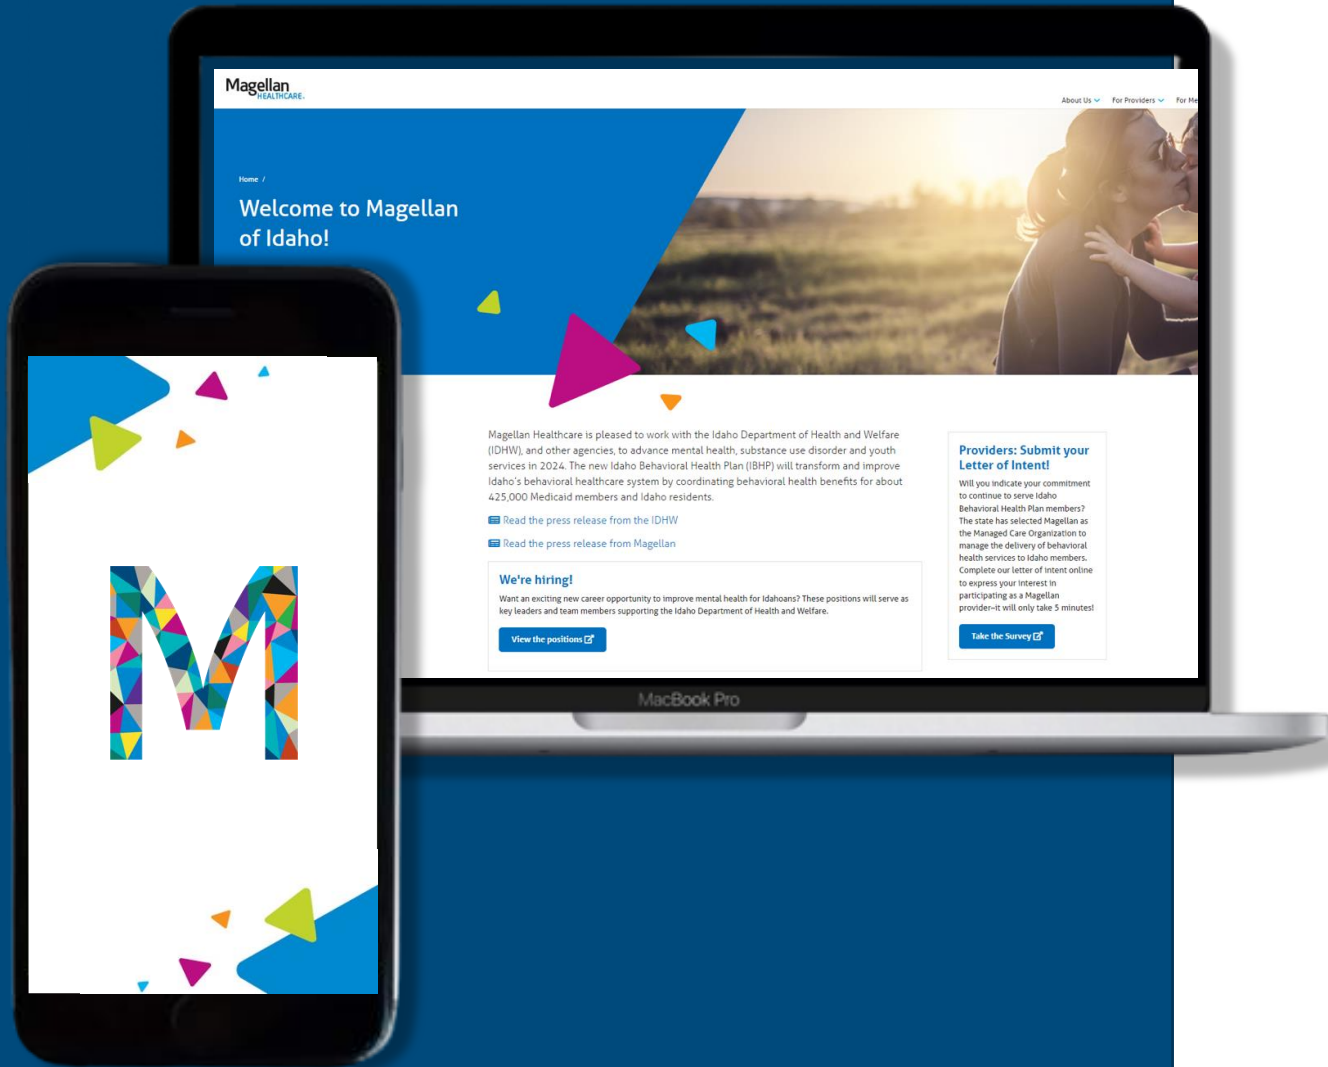 Magellan
HEALTHCARE
About Us For Providers For Me
Home /
Welcome to Magellan
of Idaho!
Magellan Healthcare is pleased to work with the Idaho Department of Health and Welfare
(IDHW), and other agencies, to advance mental health, substance use disorder and youth
services in 2024. The new Idaho Behavioral Health Plan (IBHP) will transform and improve
Idaho's behavioral healthcare system by coordinating behavioral health benefits for about
425,000 Medicaid members and Idaho residents.
Read the press release from the IDHW
Read the press release from Magellan
We're hiring!
Want an exciting new career opportunity to improve mental health for Idahoans? These positions will serve as
key leaders and team members supporting the Idaho Department of Health and Welfare.
View the positions
Providers: Submit your
Letter of Intent!
Will you indicate your commitment
to continue to serve Idaho
Behavioral Health Plan members?
The state has selected Magellan as
the Managed Care Organization to
manage the delivery of behavioral
health services to Idaho members.
Complete our letter of intent online
to express your interest in
participating as a Magellan
provider–it will only take 5 minutes!
Take the Survey
M
MacBook Pro